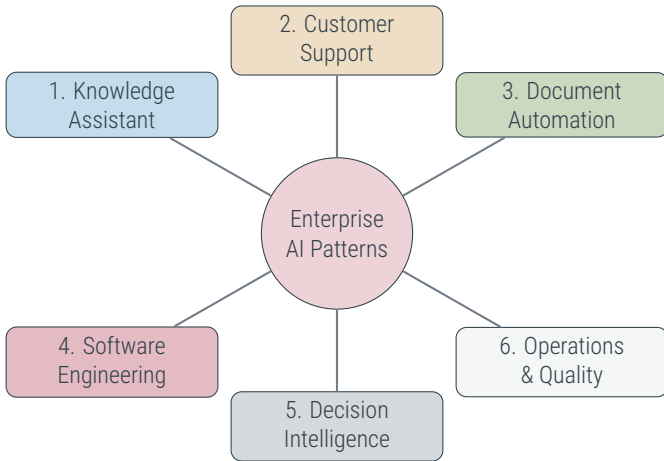 2. Customer
Support
1. Knowledge
Assistant
3. Document
Automation
Enterprise
AI Patterns
4. Software
Engineering
6. Operations
& Quality
5. Decision
Intelligence